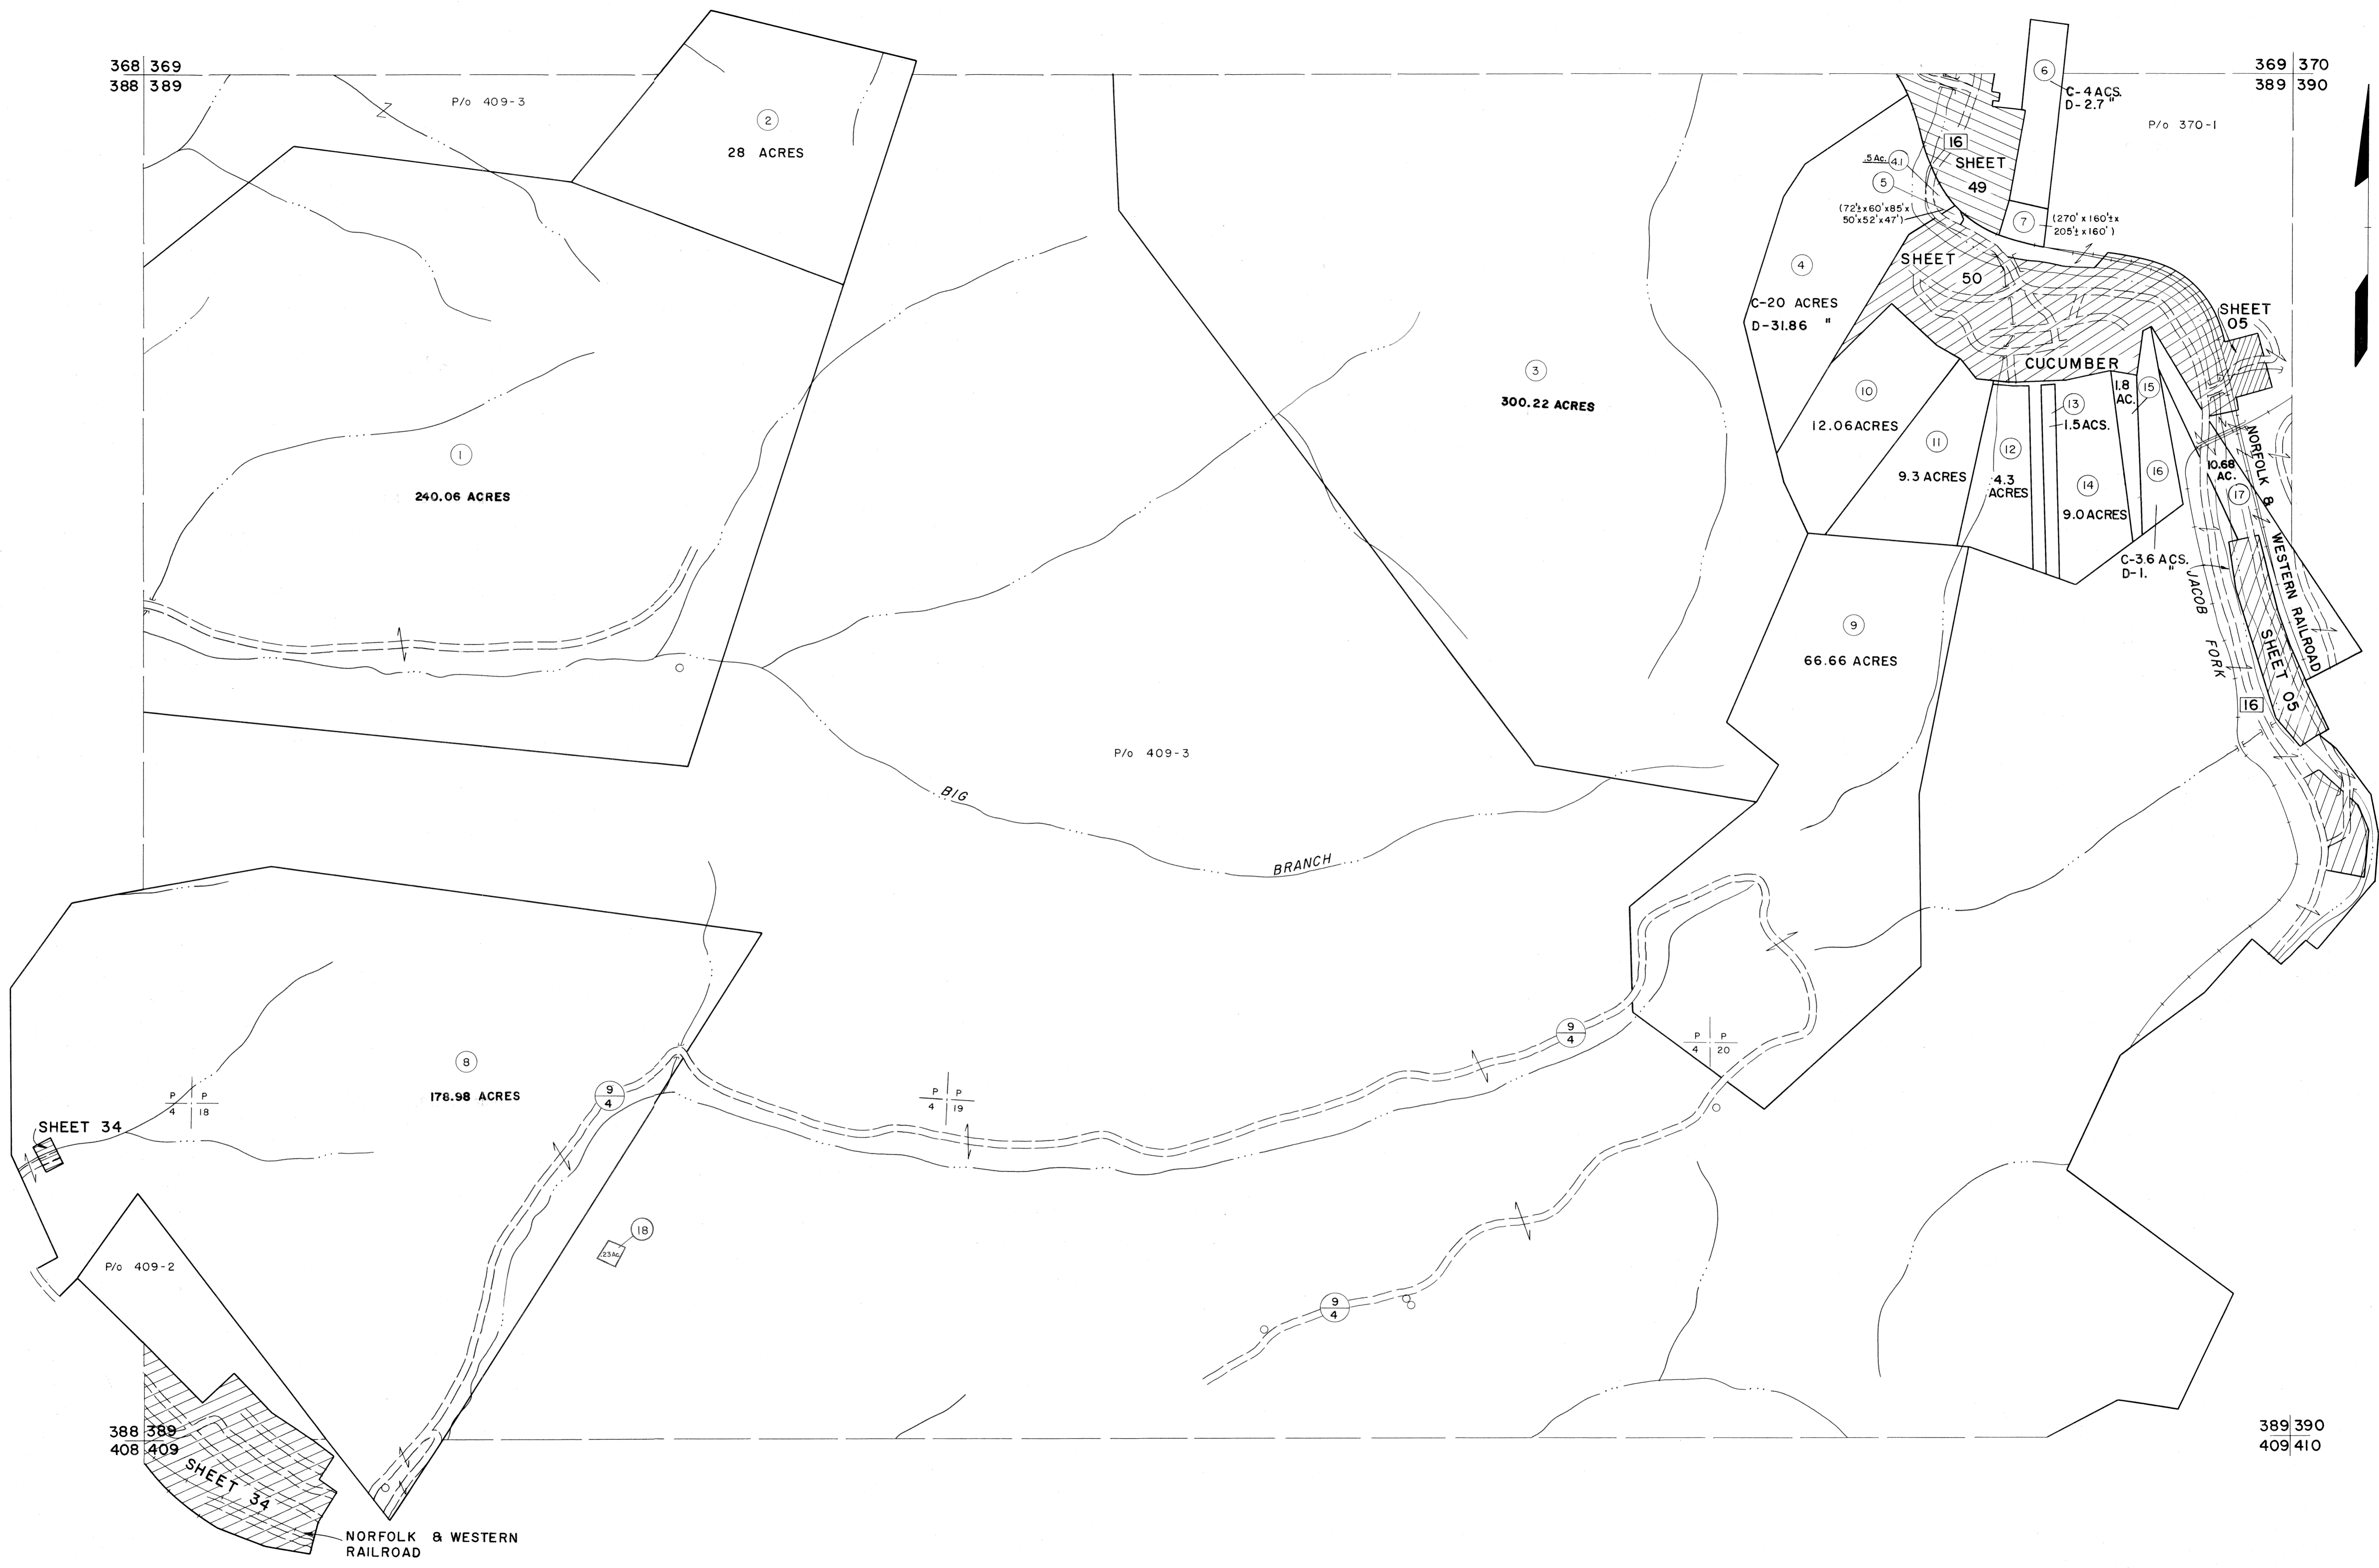 368 369
388 389
P/o 409-3
2
28 ACRES
369 370
389 390
6
C-4 ACS.
D-2.7 "
P/o 370-1
16
SHEET
49
.5 Ac.
4.1
5
(72'± x 60' x 85' x
50' x 52' x 47')
7
(270' x 160'± x
205'± x 160')
SHEET
50
4
C-20 ACRES
D-31.86 "
SHEET
05
CUCUMBER
3
300.22 ACRES
10
12.06 ACRES
11
9.3 ACRES
12
4.3
ACRES
13
1.5 ACS.
1.8
AC.
15
14
9.0 ACRES
16
C-3.6 ACS.
D-1. "
10.68
AC.
17
NORFOLK & WESTERN RAILROAD
JACOB FORK
SHEET 05
16
1
240.06 ACRES
9
66.66 ACRES
P/o 409-3
BIG
BRANCH
8
178.98 ACRES
9
4
9
4
P P
4 18
P P
4 19
P P
4 20
SHEET 34
18
.23 Ac.
P/o 409-2
9
4
388 389
408 409
SHEET 34
NORFOLK & WESTERN
RAILROAD
389 390
409 410